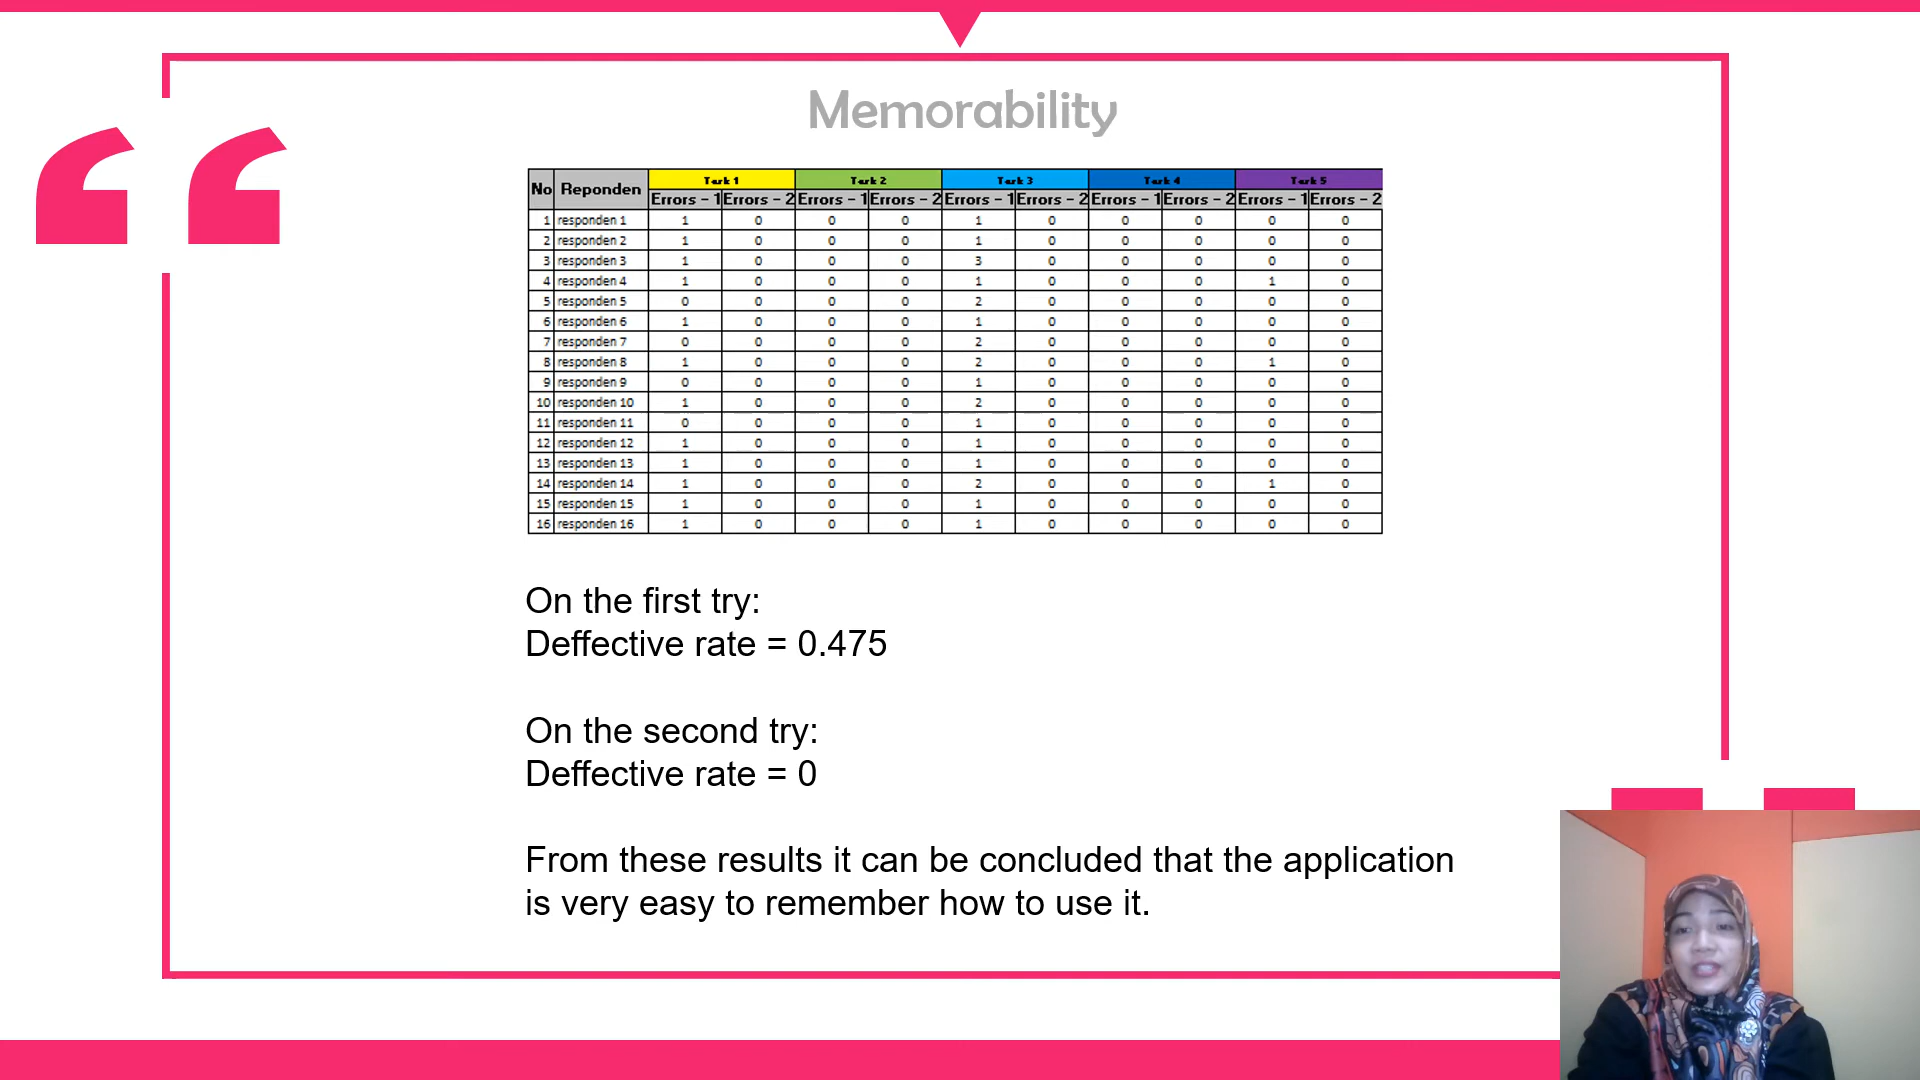 Memorability
No Reponden Task 1 Task 2 Task 3 Task 4 Task 5
Errors - 1 Errors - 2 Errors - 1 Errors - 2 Errors - 1 Errors - 2 Errors - 1 Errors - 2 Errors - 1 Errors - 2
1 responden 1 1 0 0 0 1 0 0 0 0 0
2 responden 2 1 0 0 0 1 0 0 0 0 0
3 responden 3 1 0 0 0 3 0 0 0 0 0
4 responden 4 1 0 0 0 1 0 0 0 1 0
5 responden 5 0 0 0 0 2 0 0 0 0 0
6 responden 6 1 0 0 0 1 0 0 0 0 0
7 responden 7 0 0 0 0 2 0 0 0 0 0
8 responden 8 1 0 0 0 2 0 0 0 1 0
9 responden 9 0 0 0 0 1 0 0 0 0 0
10 responden 10 1 0 0 0 2 0 0 0 0 0
11 responden 11 0 0 0 0 1 0 0 0 0 0
12 responden 12 1 0 0 0 1 0 0 0 0 0
13 responden 13 1 0 0 0 1 0 0 0 0 0
14 responden 14 1 0 0 0 2 0 0 0 1 0
15 responden 15 1 0 0 0 1 0 0 0 0 0
16 responden 16 1 0 0 0 1 0 0 0 0 0
On the first try:
Deffective rate = 0.475
On the second try:
Deffective rate = 0
From these results it can be concluded that the application
is very easy to remember how to use it.